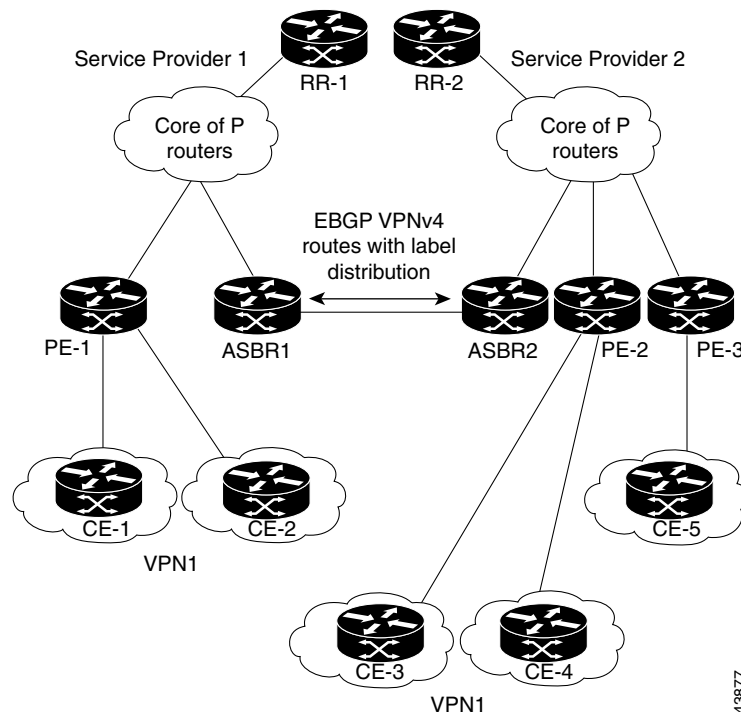 Service Provider 1
RR-1
RR-2
Service Provider 2
Core of P
routers
Core of P
routers
EBGP VPNv4
routes with label
distribution
PE-1
ASBR1
ASBR2
PE-2
PE-3
CE-1
CE-2
CE-5
VPN1
CE-3
CE-4
VPN1
43877